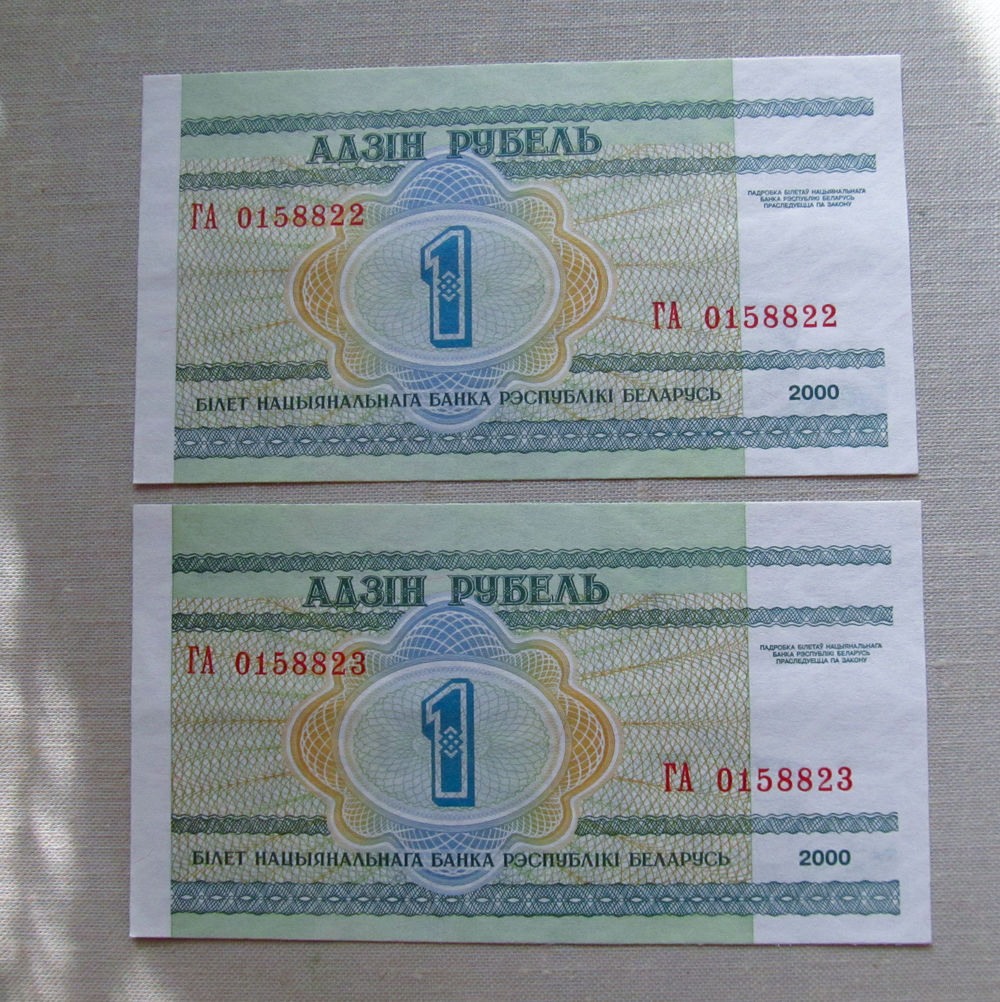 АДЗІН РУБЕЛЬ
ПАДРОБКА БІЛЕТАЎ НАЦЫЯНАЛЬНАГА
БАНКА РЭСПУБЛІКІ БЕЛАРУСЬ
ПРАСЛЕДУЕЦЦА ПА ЗАКОНУ
ГА 0158822
1
ГА 0158822
БІЛЕТ НАЦЫЯНАЛЬНАГА БАНКА РЭСПУБЛІКІ БЕЛАРУСЬ
2000
АДЗІН РУБЕЛЬ
ПАДРОБКА БІЛЕТАЎ НАЦЫЯНАЛЬНАГА
БАНКА РЭСПУБЛІКІ БЕЛАРУСЬ
ПРАСЛЕДУЕЦЦА ПА ЗАКОНУ
ГА 0158823
1
ГА 0158823
БІЛЕТ НАЦЫЯНАЛЬНАГА БАНКА РЭСПУБЛІКІ БЕЛАРУСЬ
2000